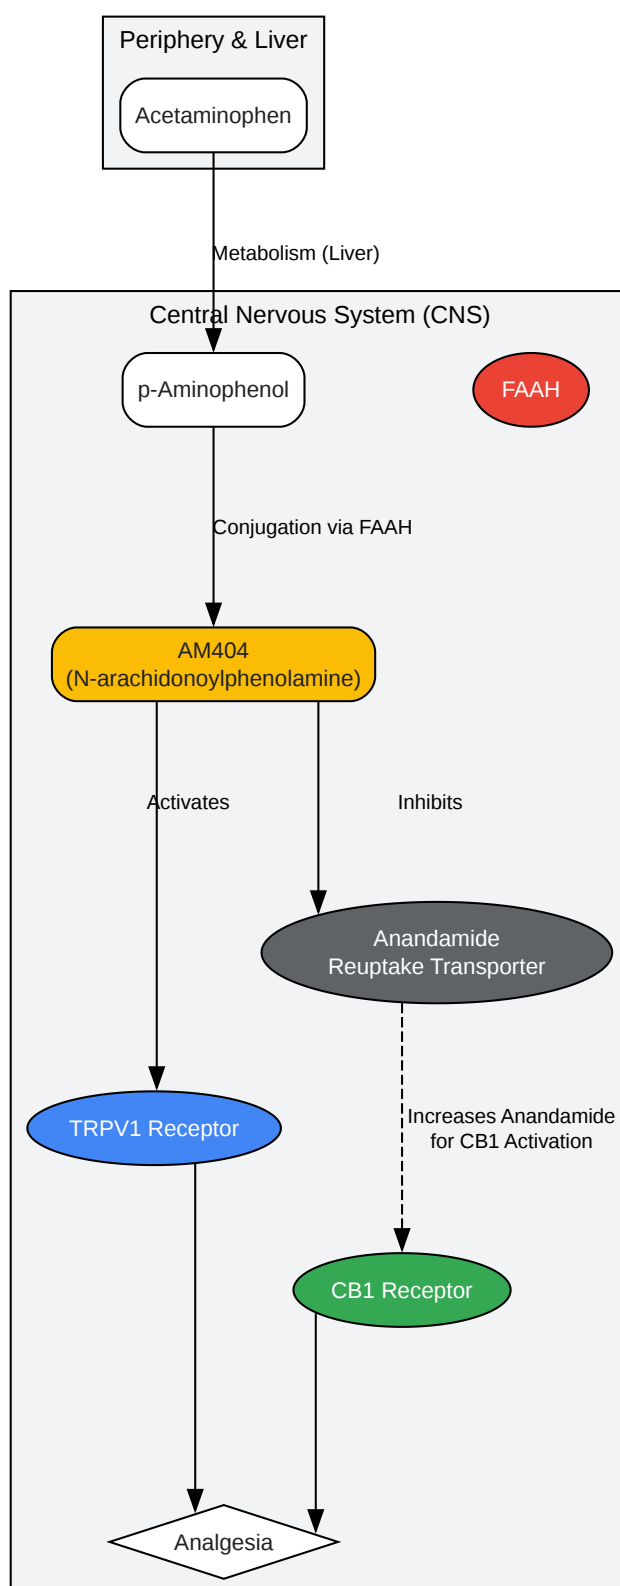 Periphery & Liver
Acetaminophen
Metabolism (Liver)
Central Nervous System (CNS)
p-Aminophenol
FAAH
Conjugation via FAAH
AM404
(N-arachidonoylphenolamine)
Activates
Inhibits
Anandamide
Reuptake Transporter
TRPV1 Receptor
Increases Anandamide
for CB1 Activation
CB1 Receptor
Analgesia